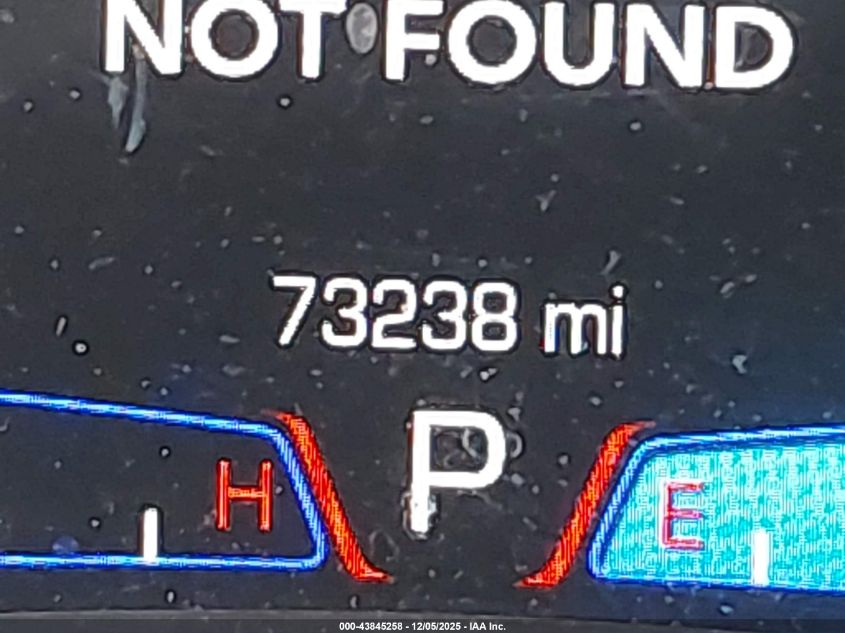 NOT FOUND
73238 mi
P
H
E
000-43845258 - 12/05/2025 - IAA Inc.